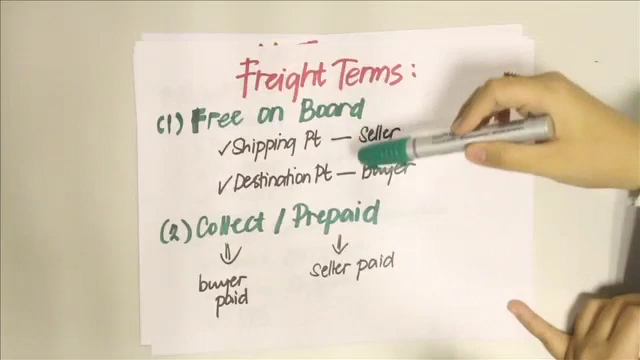 Freight Terms:
(1) Free on Board
✓ Shipping Pt — Seller
✓ Destination Pt — Buyer
(2) Collect / Prepaid
↓ ↓
buyer paid
seller paid